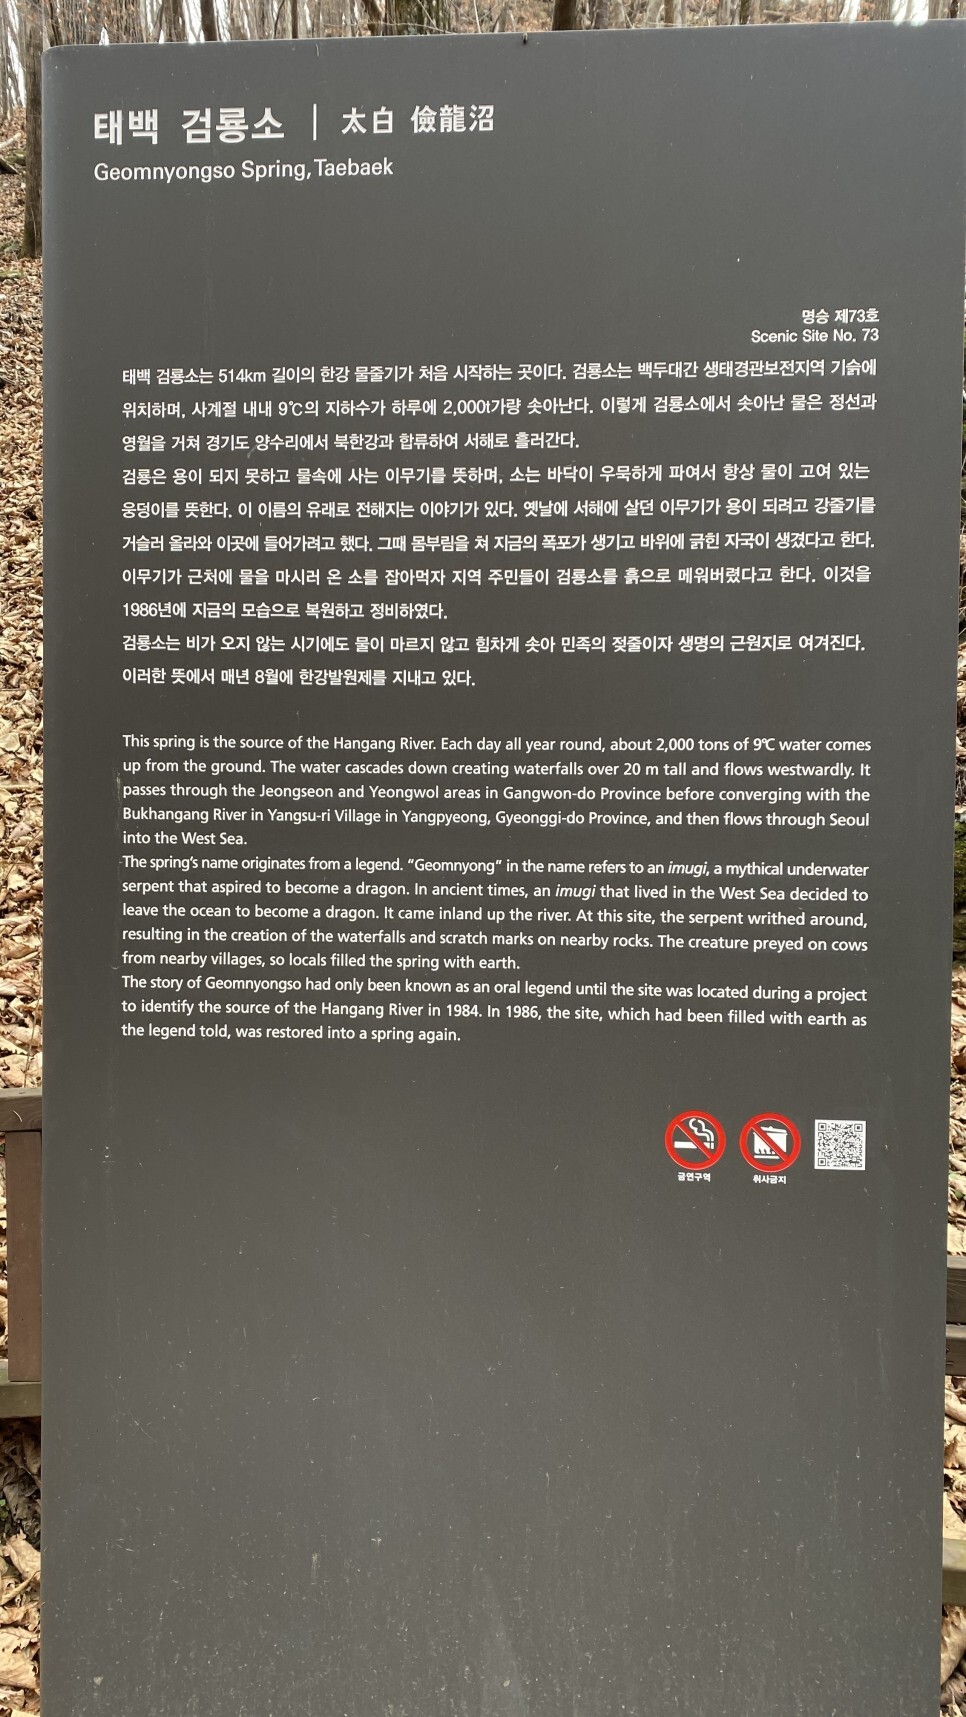 태백 검룡소 | 太白 儉龍沼
Geomnyongso Spring, Taebaek
명승 제73호
Scenic Site No. 73
태백 검룡소는 514km 길이의 한강 물줄기가 처음 시작하는 곳이다. 검룡소는 백두대간 생태경관보전지역 기슭에
위치하며, 사계절 내내 9℃의 지하수가 하루에 2,000t가량 솟아난다. 이렇게 검룡소에서 솟아난 물은 정선과
영월을 거쳐 경기도 양수리에서 북한강과 합류하여 서해로 흘러간다.
검룡은 용이 되지 못하고 물속에 사는 이무기를 뜻하며, 소는 바닥이 우묵하게 파여서 항상 물이 고여 있는
웅덩이를 뜻한다. 이 이름의 유래로 전해지는 이야기가 있다. 옛날에 서해에 살던 이무기가 용이 되려고 강줄기를
거슬러 올라와 이곳에 들어가려고 했다. 그때 몸부림을 쳐 지금의 폭포가 생기고 바위에 긁힌 자국이 생겼다고 한다.
이무기가 근처에 물을 마시러 온 소를 잡아먹자 지역 주민들이 검룡소를 흙으로 메워버렸다고 한다. 이것을
1986년에 지금의 모습으로 복원하고 정비하였다.
검룡소는 비가 오지 않는 시기에도 물이 마르지 않고 힘차게 솟아 민족의 젖줄이자 생명의 근원지로 여겨진다.
이러한 뜻에서 매년 8월에 한강발원제를 지내고 있다.
This spring is the source of the Hangang River. Each day all year round, about 2,000 tons of 9℃ water comes
up from the ground. The water cascades down creating waterfalls over 20 m tall and flows westwardly. It
passes through the Jeongseon and Yeongwol areas in Gangwon-do Province before converging with the
Bukhangang River in Yangsu-ri Village in Yangpyeong, Gyeonggi-do Province, and then flows through Seoul
into the West Sea.
The spring's name originates from a legend. “Geomnyong” in the name refers to an imugi, a mythical underwater
serpent that aspired to become a dragon. In ancient times, an imugi that lived in the West Sea decided to
leave the ocean to become a dragon. It came inland up the river. At this site, the serpent writhed around,
resulting in the creation of the waterfalls and scratch marks on nearby rocks. The creature preyed on cows
from nearby villages, so locals filled the spring with earth.
The story of Geomnyongso had only been known as an oral legend until the site was located during a project
to identify the source of the Hangang River in 1984. In 1986, the site, which had been filled with earth as
the legend told, was restored into a spring again.
금연구역 취사금지